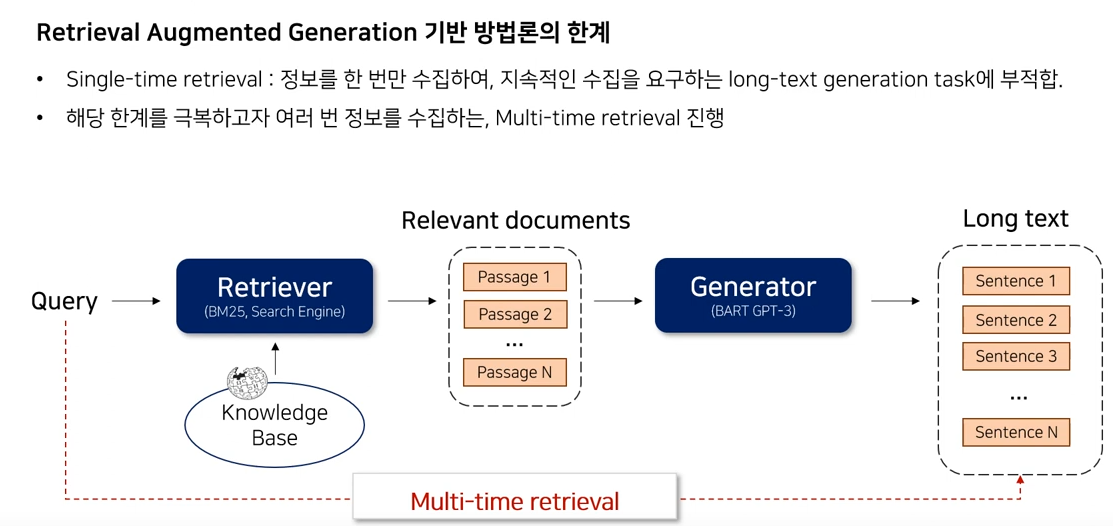 Retrieval Augmented Generation 기반 방법론의 한계
• Single-time retrieval : 정보를 한 번만 수집하여, 지속적인 수집을 요구하는 long-text generation task에 부적합.
• 해당 한계를 극복하고자 여러 번 정보를 수집하는, Multi-time retrieval 진행
Relevant documents
Long text
Query
Retriever
(BM25, Search Engine)
Passage 1
Passage 2
...
Passage N
Generator
(BART GPT-3)
Sentence 1
Sentence 2
Sentence 3
...
Sentence N
Knowledge
Base
Multi-time retrieval